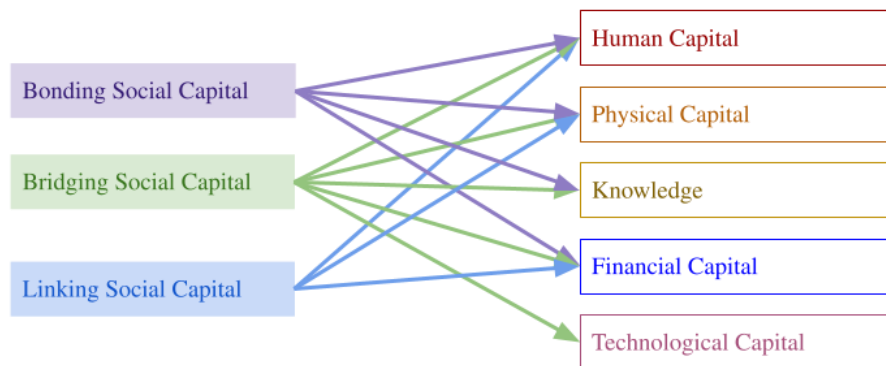 Bonding Social Capital
Bridging Social Capital
Linking Social Capital
Human Capital
Physical Capital
Knowledge
Financial Capital
Technological Capital